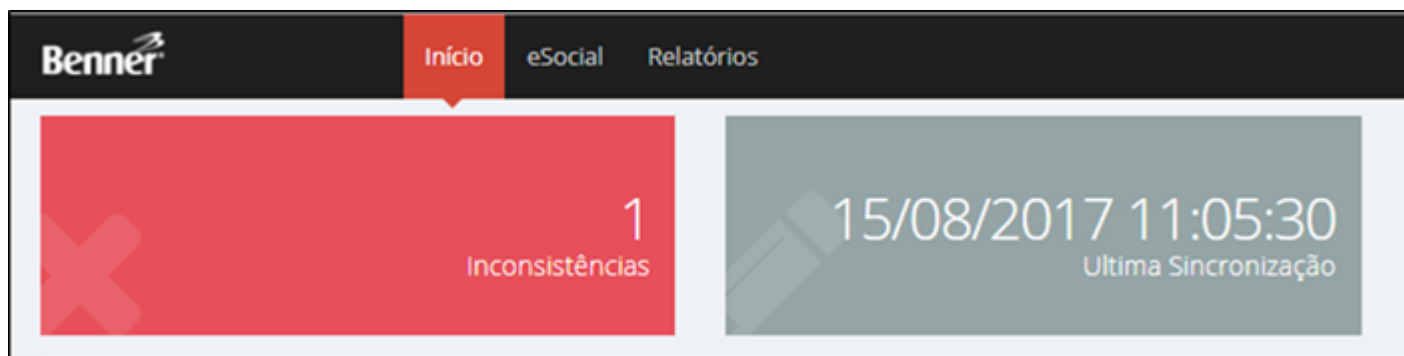 Benner Início eSocial Relatórios
1
Inconsistências
15/08/2017 11:05:30
Ultima Sincronização